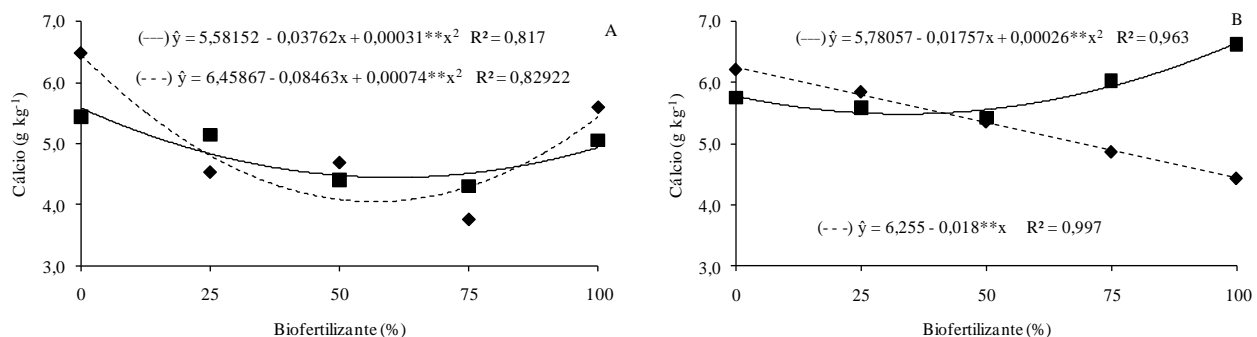 A
(—) ŷ = 5,58152 - 0,03762x + 0,00031**x² R² = 0,817
(- - -) ŷ = 6,45867 - 0,08463x + 0,00074**x² R² = 0,82922
7,0
6,0
5,0
4,0
3,0
Cálcio (g kg⁻¹)
0 25 50 75 100
Biofertilizante (%)
B
(—) ŷ = 5,78057 - 0,01757x + 0,00026**x² R² = 0,963
(- - -) ŷ = 6,255 - 0,018**x R² = 0,997
7,0
6,0
5,0
4,0
3,0
Cálcio (g kg⁻¹)
0 25 50 75 100
Biofertilizante (%)